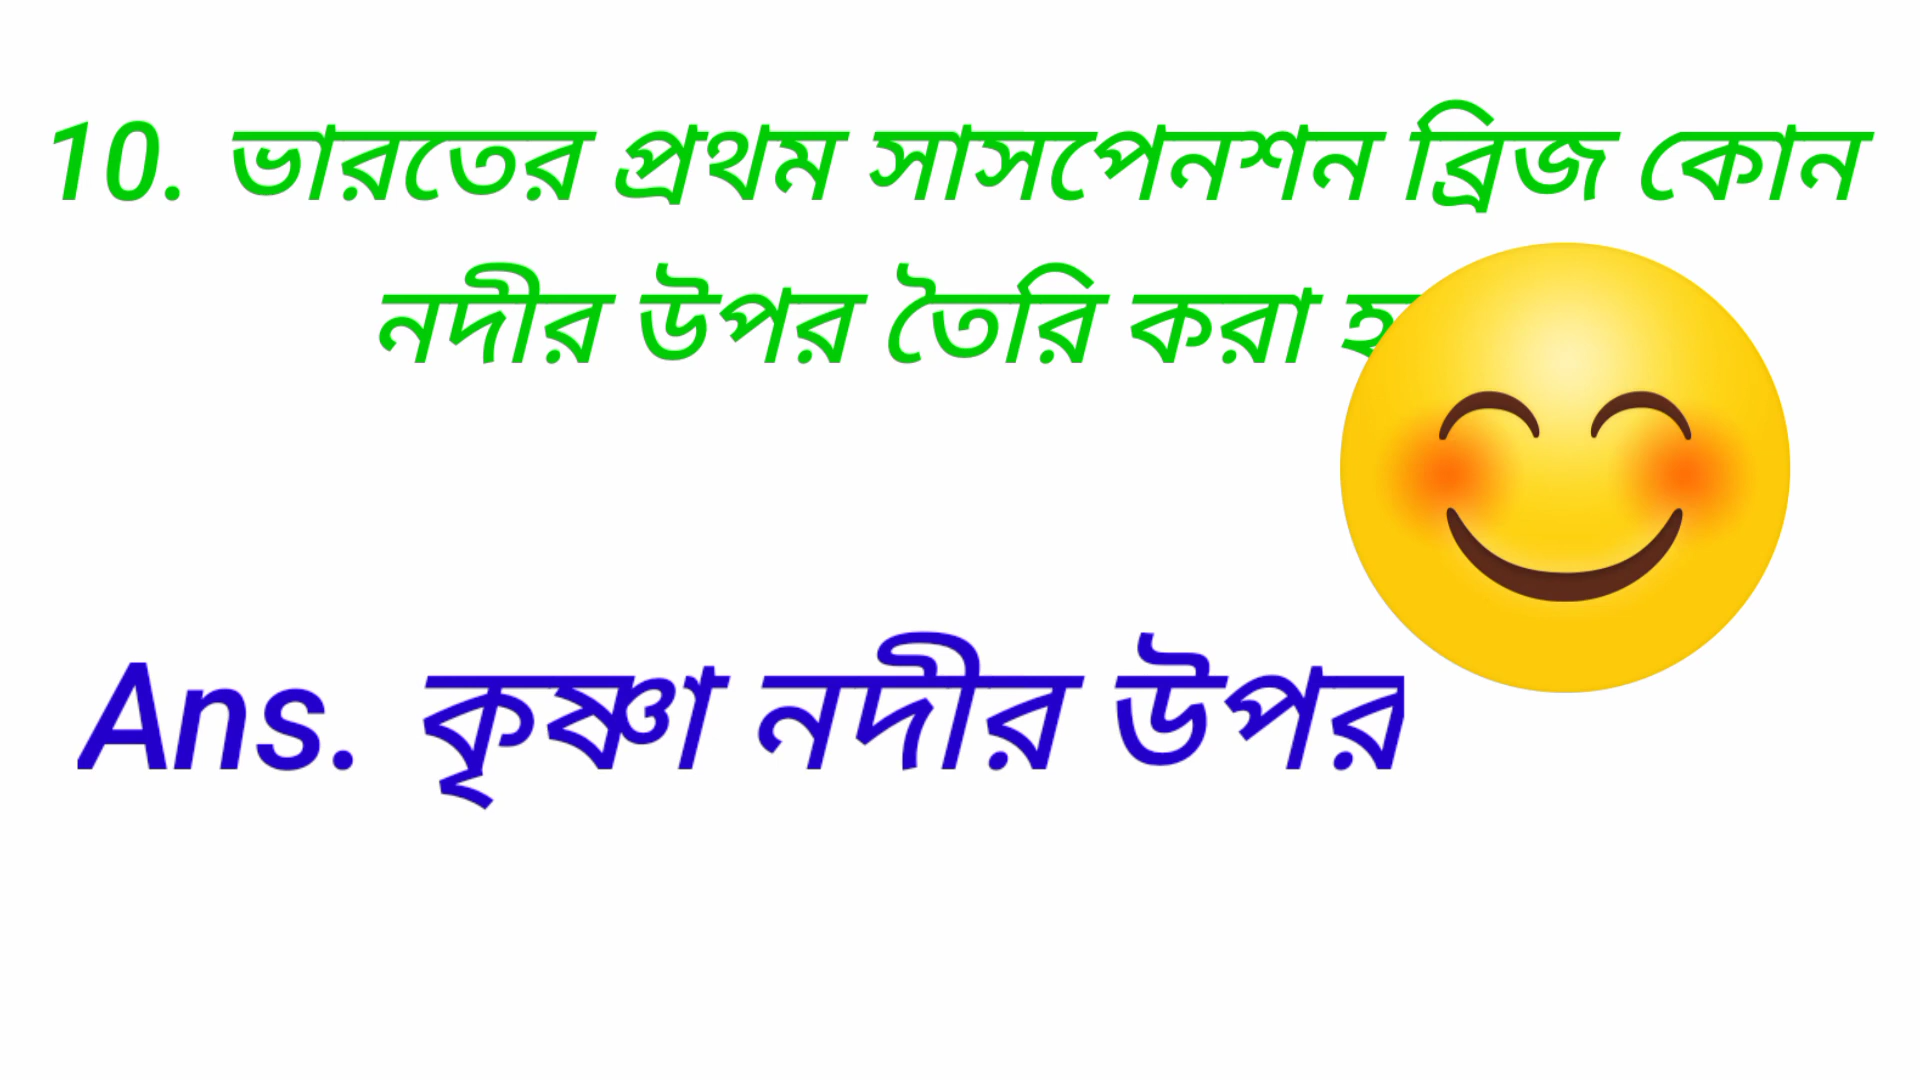 10. ভারতের প্রথম সাসপেনশন ব্রিজ কোন
নদীর উপর তৈরি করা
Ans. কৃষ্ণা নদীর উপর